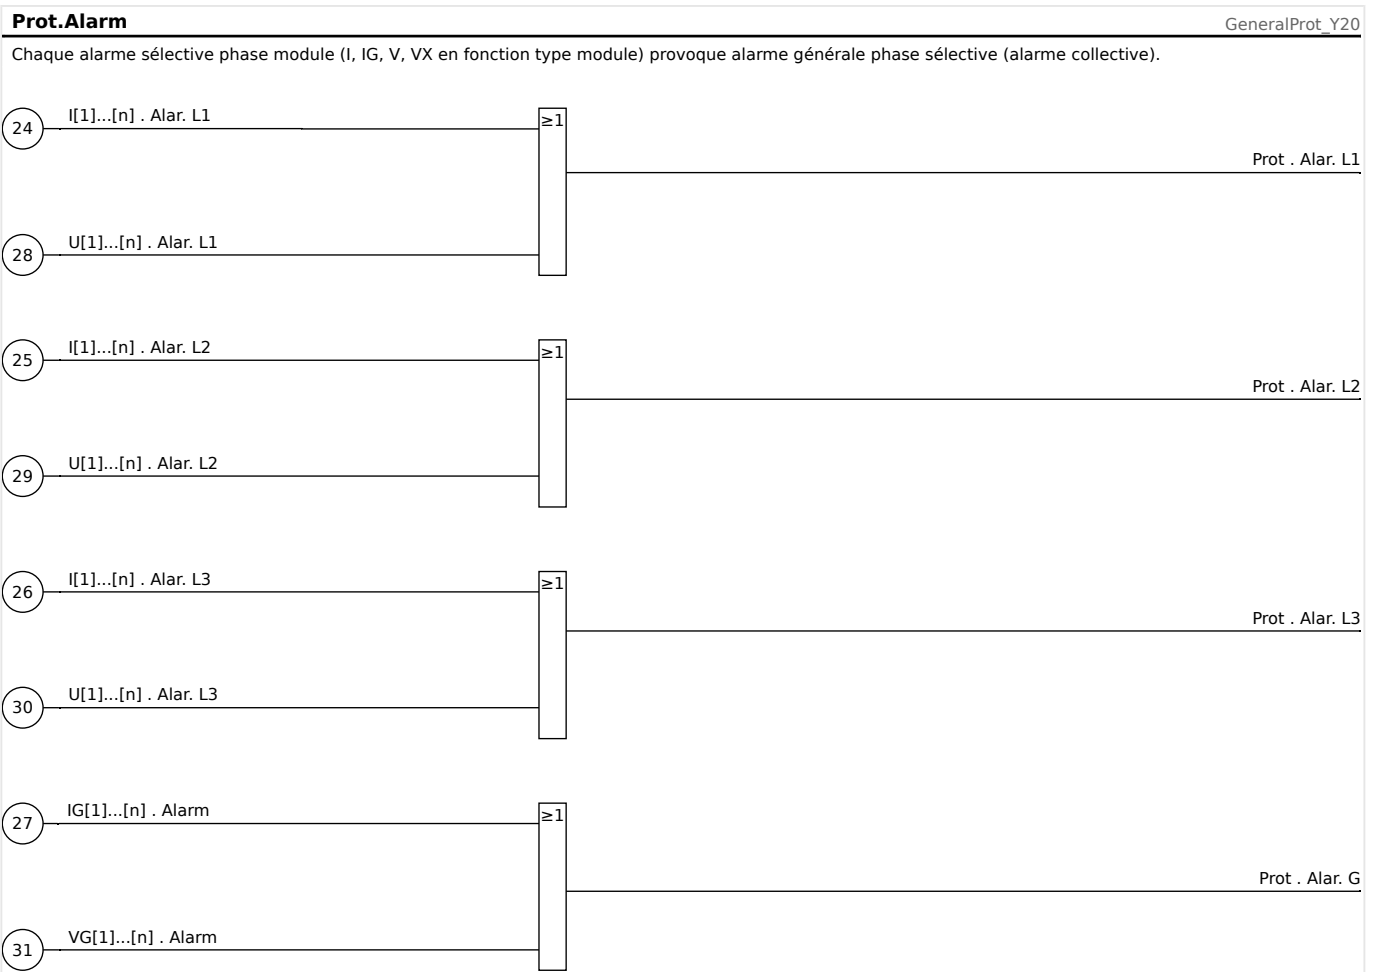 Prot.Alarm
GeneralProt_Y20
Chaque alarme sélective phase module (I, IG, V, VX en fonction type module) provoque alarme générale phase sélective (alarme collective).
24
I[1]...[n] . Alar. L1
≥1
Prot . Alar. L1
28
U[1]...[n] . Alar. L1
25
I[1]...[n] . Alar. L2
≥1
Prot . Alar. L2
29
U[1]...[n] . Alar. L2
26
I[1]...[n] . Alar. L3
≥1
Prot . Alar. L3
30
U[1]...[n] . Alar. L3
27
IG[1]...[n] . Alarm
≥1
Prot . Alar. G
31
VG[1]...[n] . Alarm